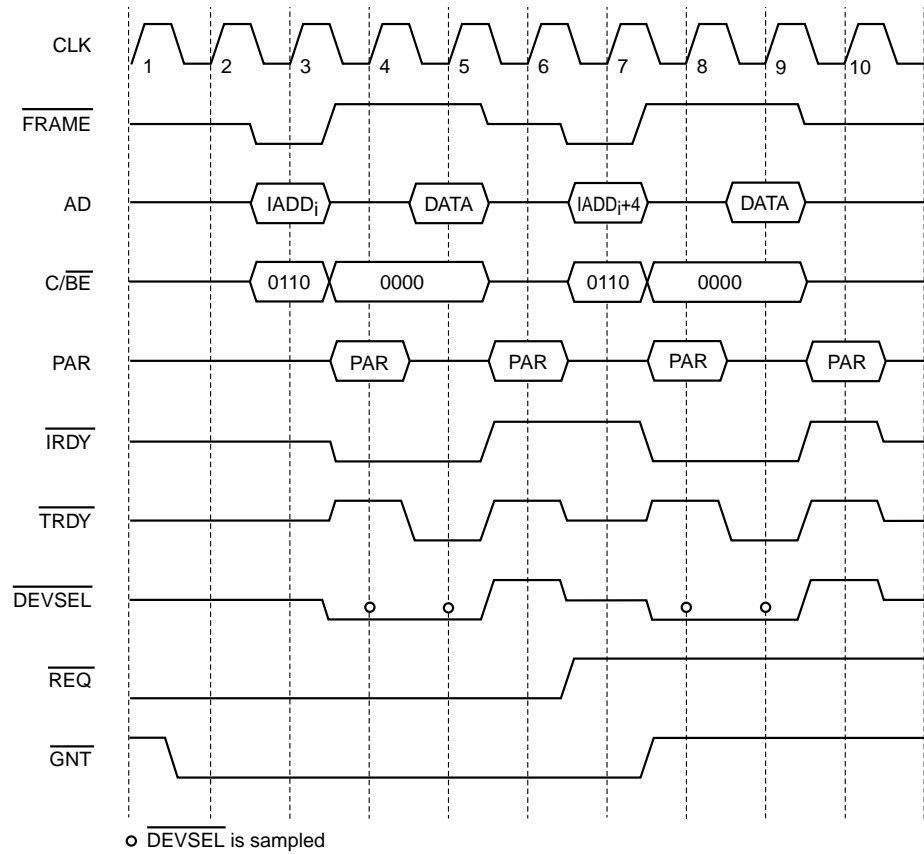 CLK
1 2 3 4 5 6 7 8 9 10
FRAME
AD IADDi DATA IADDi+4 DATA
C/BE 0110 0000 0110 0000
PAR PAR PAR PAR PAR
IRDY
TRDY
DEVSEL
REQ
GNT
DEVSEL is sampled